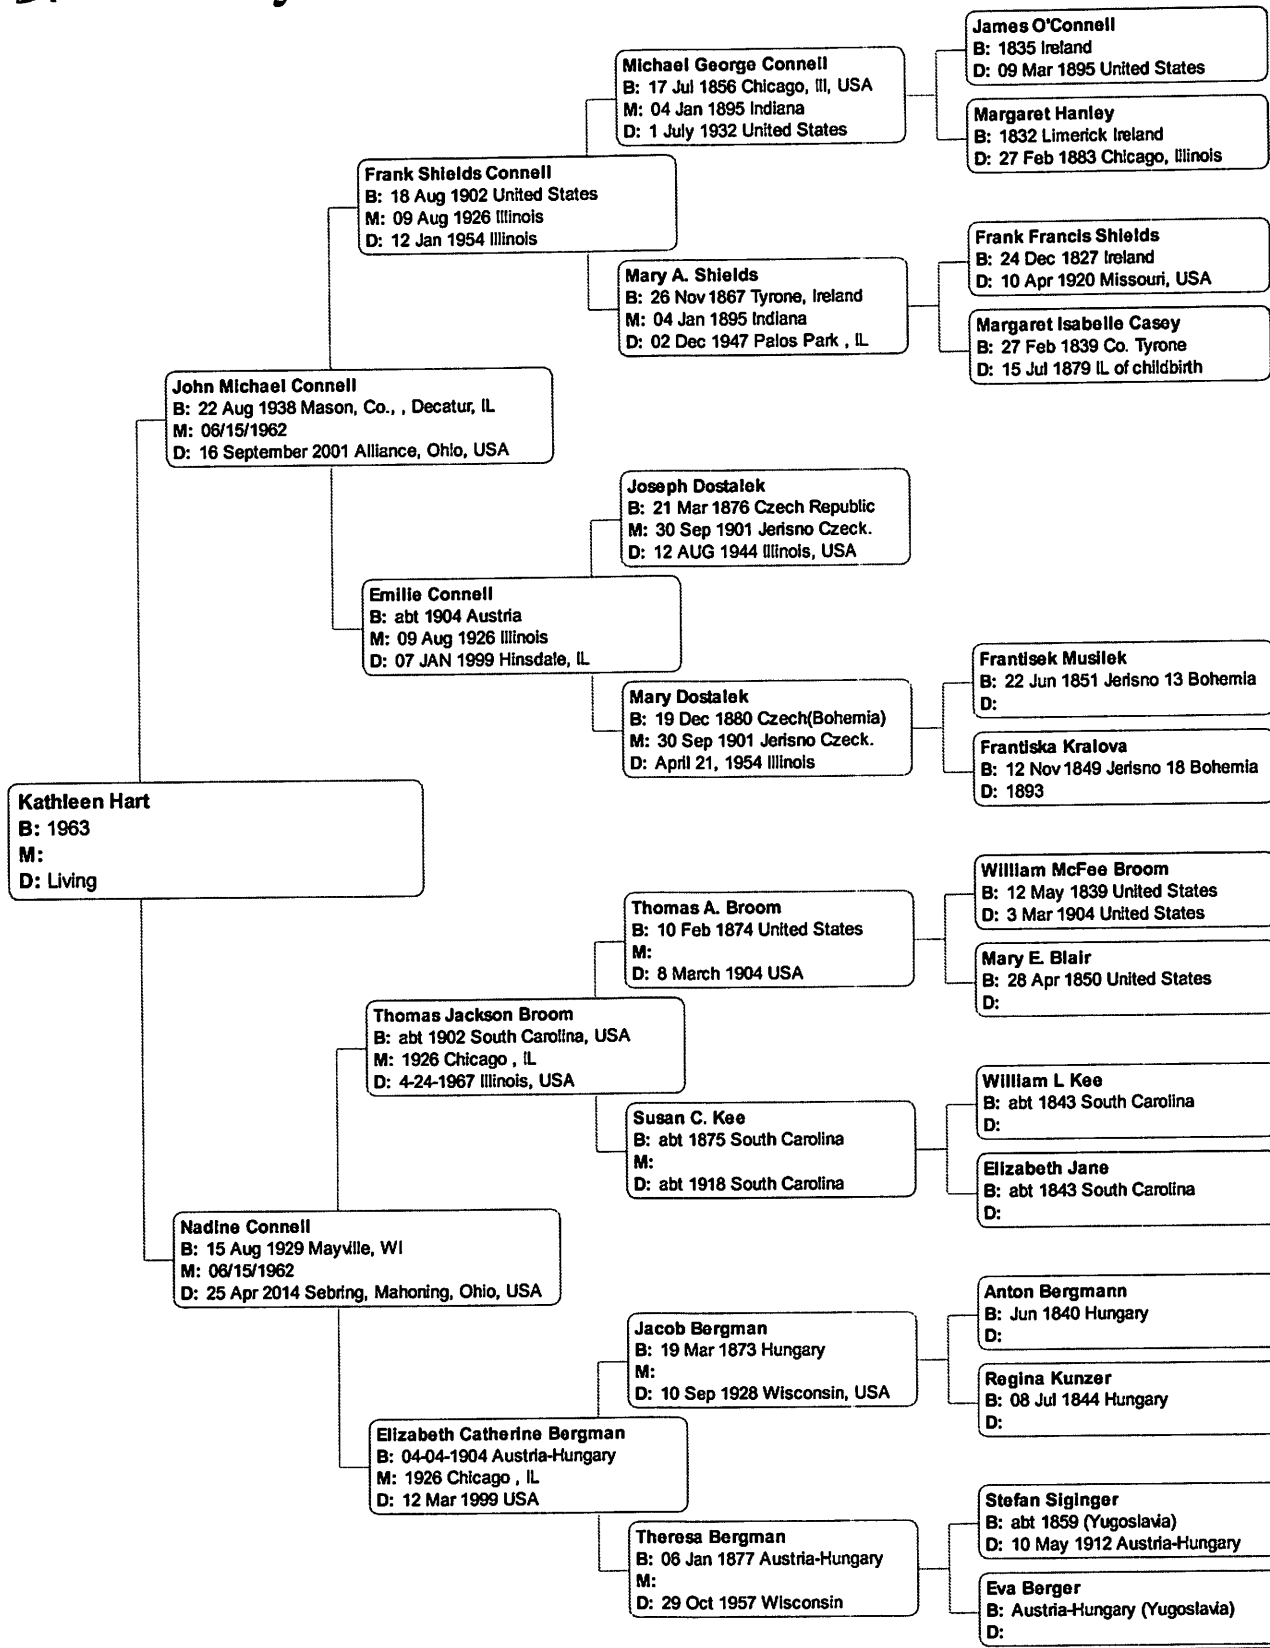 James O'Connell
B: 1835 Ireland
D: 09 Mar 1895 United States
Michael George Connell
B: 17 Jul 1856 Chicago, Ill, USA
M: 04 Jan 1895 Indiana
D: 1 July 1932 United States
Margaret Hanley
B: 1832 Limerick Ireland
D: 27 Feb 1883 Chicago, Illinois
Frank Shields Connell
B: 18 Aug 1902 United States
M: 09 Aug 1926 Illinois
D: 12 Jan 1954 Illinois
Frank Francis Shields
B: 24 Dec 1827 Ireland
D: 10 Apr 1920 Missouri, USA
Mary A. Shields
B: 26 Nov 1867 Tyrone, Ireland
M: 04 Jan 1895 Indiana
D: 02 Dec 1947 Palos Park , IL
Margaret Isabelle Casey
B: 27 Feb 1839 Co. Tyrone
D: 15 Jul 1879 IL of childbirth
John Michael Connell
B: 22 Aug 1938 Mason, Co., , Decatur, IL
M: 06/15/1962
D: 16 September 2001 Alliance, Ohio, USA
Joseph Dostalek
B: 21 Mar 1876 Czech Republic
M: 30 Sep 1901 Jerisno Czeck.
D: 12 AUG 1944 Illinois, USA
Emilie Connell
B: abt 1904 Austria
M: 09 Aug 1926 Illinois
D: 07 JAN 1999 Hinsdale, IL
Frantisek Musilek
B: 22 Jun 1851 Jerisno 13 Bohemia
D:
Mary Dostalek
B: 19 Dec 1880 Czech(Bohemia)
M: 30 Sep 1901 Jerisno Czeck.
D: April 21, 1954 Illinois
Frantiska Kralova
B: 12 Nov 1849 Jerisno 18 Bohemia
D: 1893
Kathleen Hart
B: 1963
M:
D: Living
William McFee Broom
B: 12 May 1839 United States
D: 3 Mar 1904 United States
Thomas A. Broom
B: 10 Feb 1874 United States
M:
D: 8 March 1904 USA
Mary E. Blair
B: 28 Apr 1850 United States
D:
Thomas Jackson Broom
B: abt 1902 South Carolina, USA
M: 1926 Chicago , IL
D: 4-24-1967 Illinois, USA
William L Kee
B: abt 1843 South Carolina
D:
Susan C. Kee
B: abt 1875 South Carolina
M:
D: abt 1918 South Carolina
Elizabeth Jane
B: abt 1843 South Carolina
D:
Nadine Connell
B: 15 Aug 1929 Mayville, WI
M: 06/15/1962
D: 25 Apr 2014 Sebring, Mahoning, Ohio, USA
Anton Bergmann
B: Jun 1840 Hungary
D:
Jacob Bergman
B: 19 Mar 1873 Hungary
M:
D: 10 Sep 1928 Wisconsin, USA
Regina Kunzer
B: 08 Jul 1844 Hungary
D:
Elizabeth Catherine Bergman
B: 04-04-1904 Austria-Hungary
M: 1926 Chicago , IL
D: 12 Mar 1999 USA
Stefan Siginger
B: abt 1859 (Yugoslavia)
D: 10 May 1912 Austria-Hungary
Theresa Bergman
B: 06 Jan 1877 Austria-Hungary
M:
D: 29 Oct 1957 Wisconsin
Eva Berger
B: Austria-Hungary (Yugoslavia)
D: